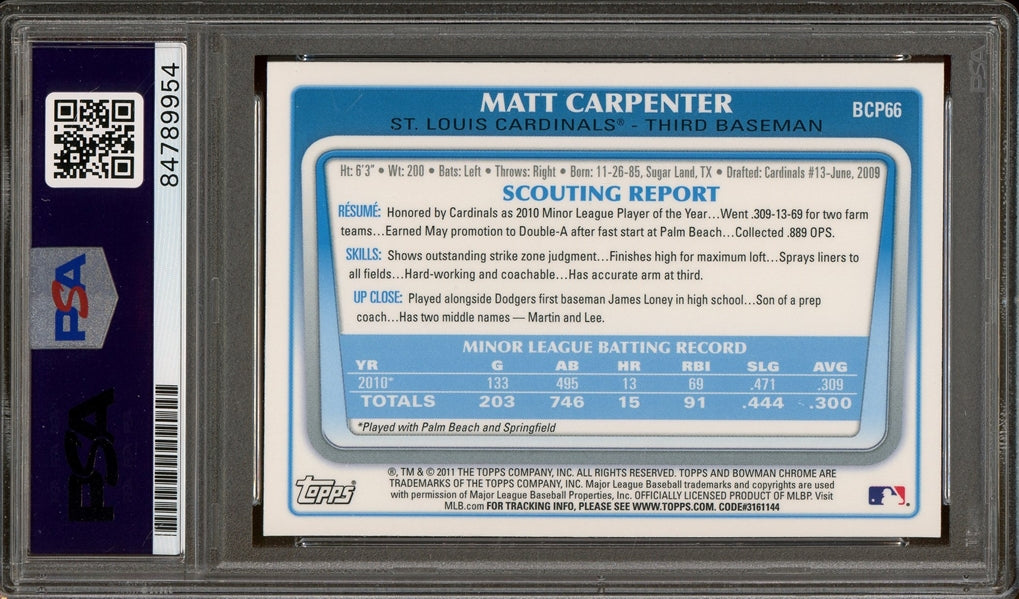 84789954
PSA
PSA
MATT CARPENTER
BCP66
ST. LOUIS CARDINALS® - THIRD BASEMAN
Ht: 6'3" • Wt: 200 • Bats: Left • Throws: Right • Born: 11-26-85, Sugar Land, TX • Drafted: Cardinals #13-June, 2009
SCOUTING REPORT
RÉSUMÉ: Honored by Cardinals as 2010 Minor League Player of the Year...Went .309-13-69 for two farm
teams...Earned May promotion to Double-A after fast start at Palm Beach...Collected .889 OPS.
SKILLS: Shows outstanding strike zone judgment...Finishes high for maximum loft...Sprays liners to
all fields...Hard-working and coachable...Has accurate arm at third.
UP CLOSE: Played alongside Dodgers first baseman James Loney in high school...Son of a prep
coach...Has two middle names — Martin and Lee.
MINOR LEAGUE BATTING RECORD
YR G AB HR RBI SLG AVG
2010* 133 495 13 69 .471 .309
TOTALS 203 746 15 91 .444 .300
*Played with Palm Beach and Springfield
®, TM & © 2011 THE TOPPS COMPANY, INC. ALL RIGHTS RESERVED. TOPPS AND BOWMAN CHROME ARE
TRADEMARKS OF THE TOPPS COMPANY, INC. Major League Baseball trademarks and copyrights are used
with permission of Major League Baseball Properties, Inc. OFFICIALLY LICENSED PRODUCT OF MLBP. Visit
MLB.com FOR TRACKING INFO, PLEASE SEE WWW.TOPPS.COM. CODE#3161144
topps®
PSA